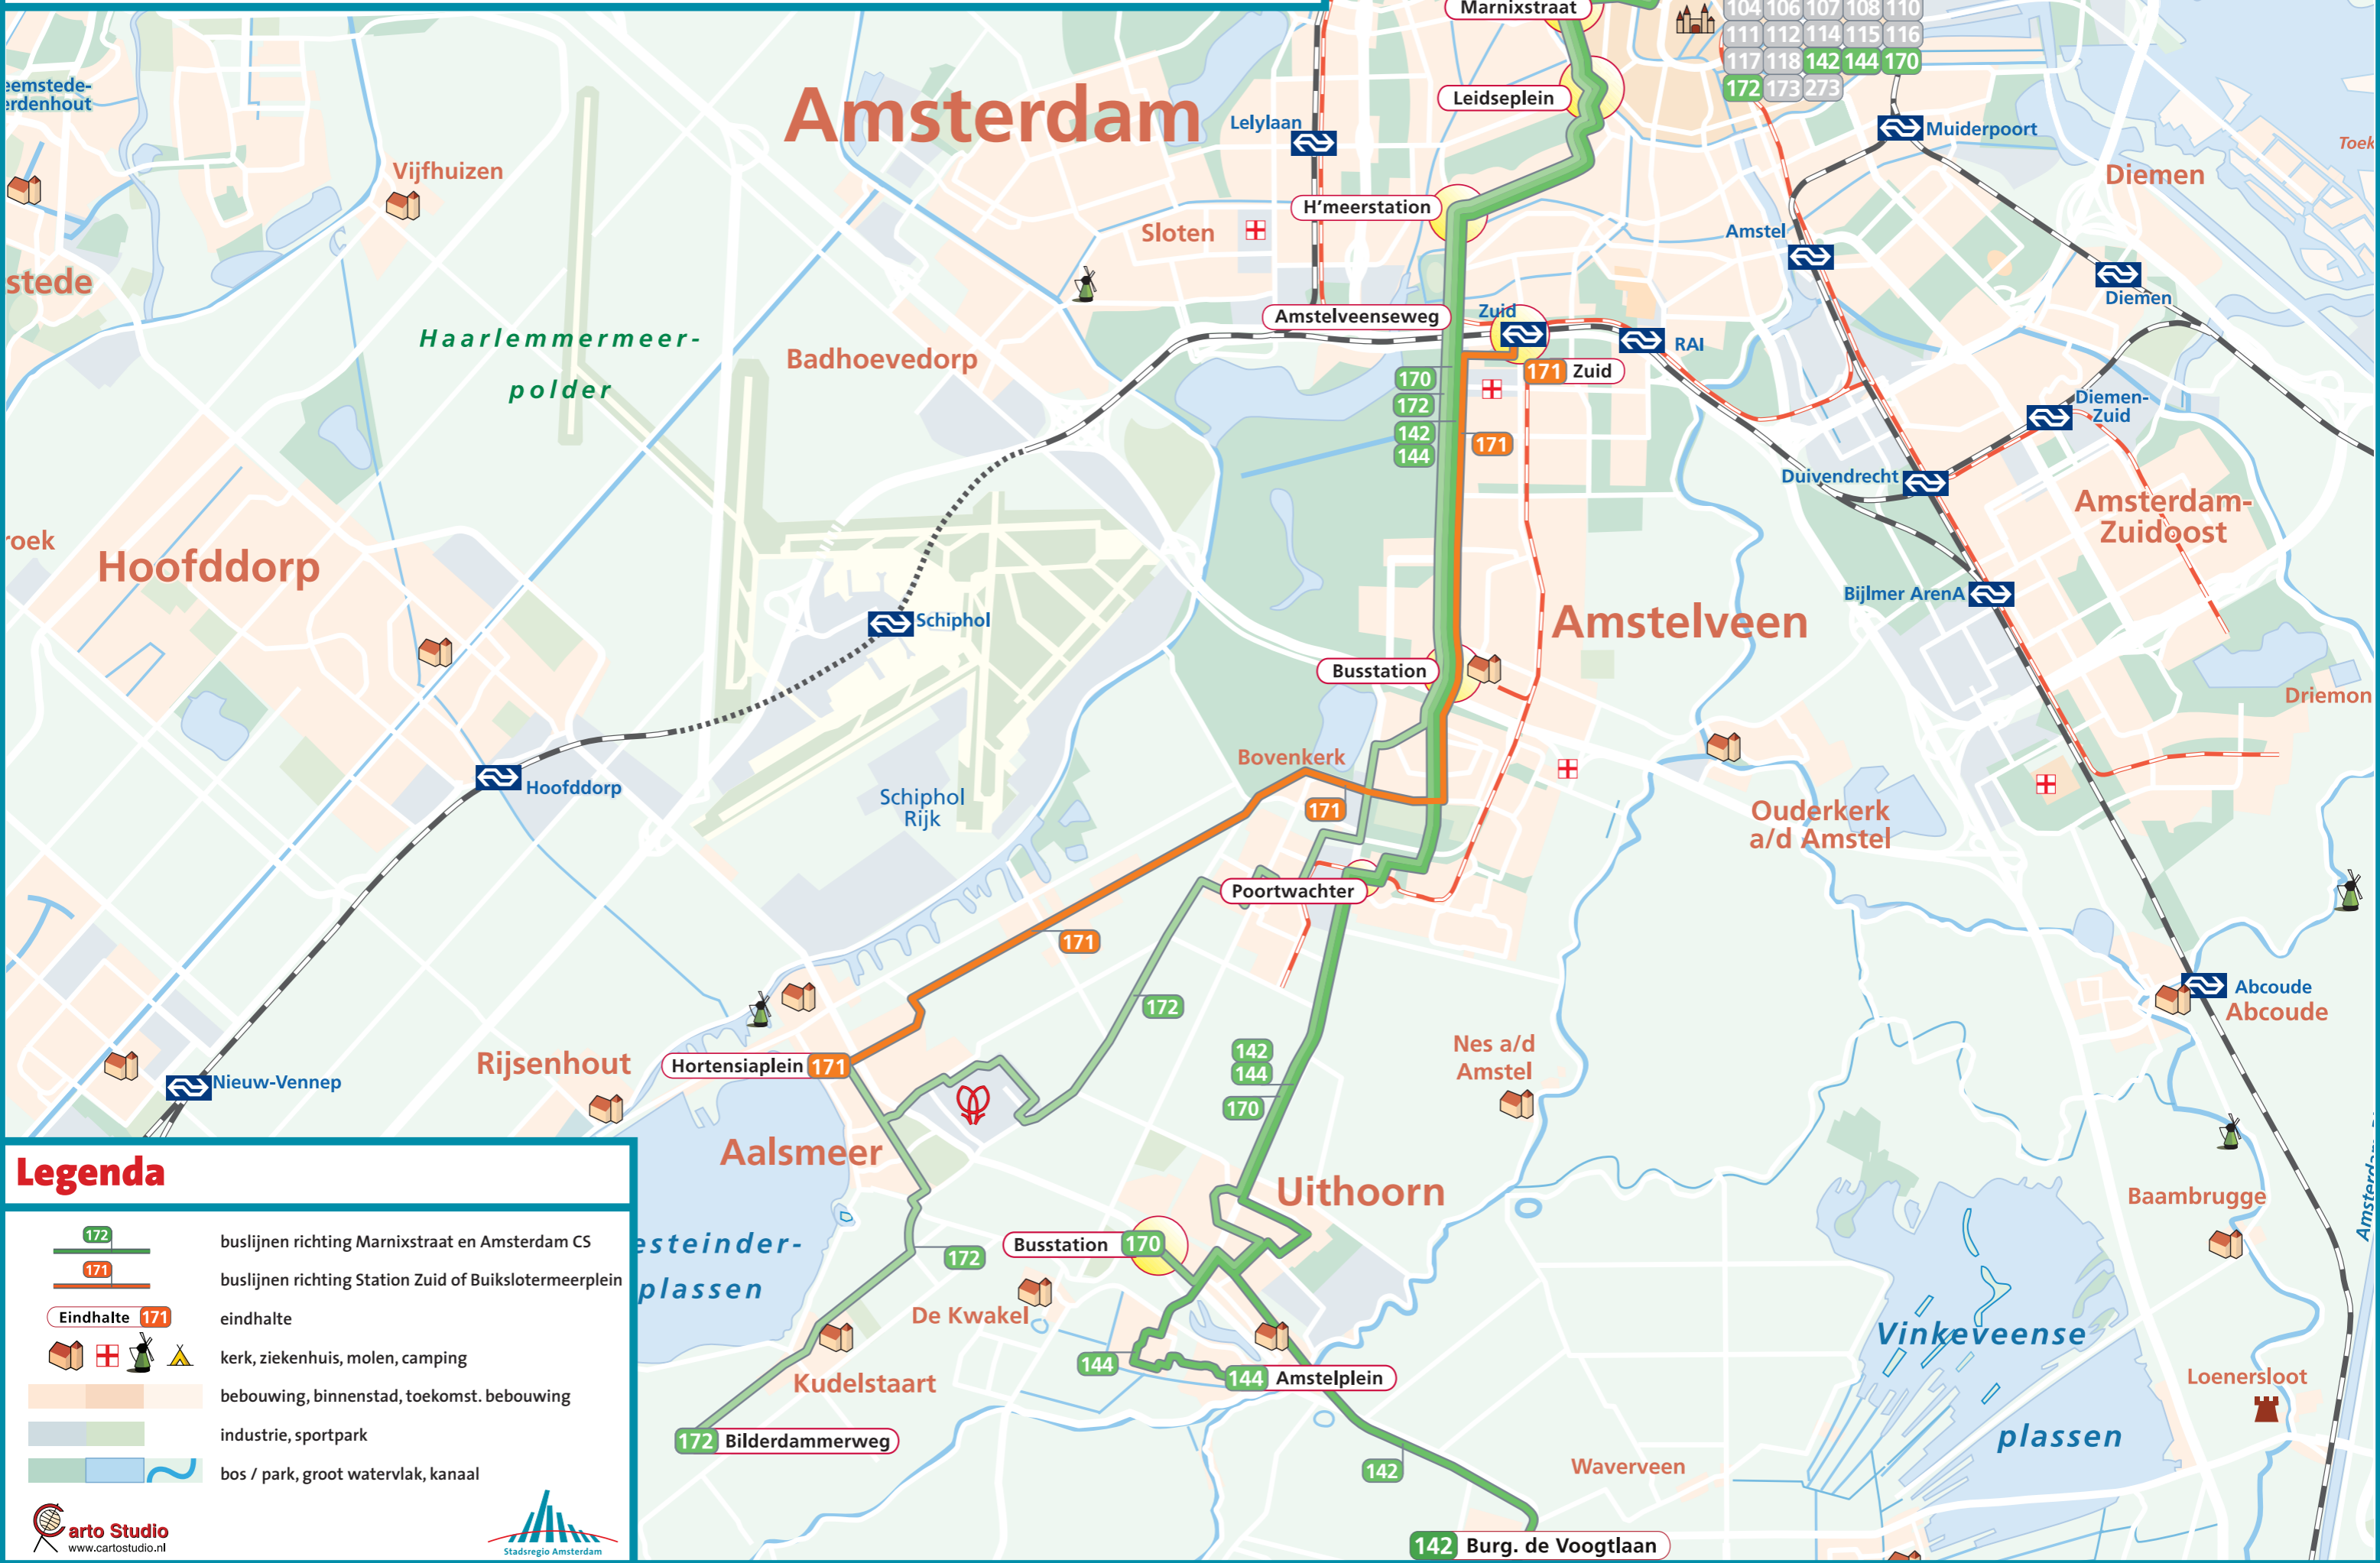 Marnixstraat
104 106 107 108 110
111 112 114 115 116
117 118 142 144 170
172 173 273
eemstede-
erdenhout
Amsterdam
Leidseplein
Lelylaan
Muiderpoort
Toek
Vijfhuizen
Diemen
H'meerstation
Sloten
Amstel
stede
Diemen
Amstelveenseweg
Zuid
Haarlemmermeer-
polder
Badhoevedorp
RAI
171 Zuid
170
172
142
144
171
Diemen-
Zuid
Duivendrecht
Amsterdam-
Zuidoost
roek
Hoofddorp
Bijlmer ArenA
Schiphol
Amstelveen
Busstation
Driemon
Bovenkerk
Hoofddorp
Schiphol
Rijk
171
Ouderkerk
a/d Amstel
Poortwachter
171
172
Abcoude
Abcoude
142
144
170
Nes a/d
Amstel
Rijsenhout
Hortensiaplein 171
Nieuw-Vennep
Aalsmeer
Uithoorn
Baambrugge
esteinder-
plassen
Busstation 170
172
De Kwakel
Vinkeveense
plassen
144
144 Amstelplein
Kudelstaart
Loenersloot
172 Bilderdammerweg
142
Waverveen
142 Burg. de Voogtlaan
Legenda
172
buslijnen richting Marnixstraat en Amsterdam CS
171
buslijnen richting Station Zuid of Buikslotermeerplein
Eindhalte 171
eindhalte
kerk, ziekenhuis, molen, camping
bebouwing, binnenstad, toekomst. bebouwing
industrie, sportpark
bos / park, groot watervlak, kanaal
Carto Studio
www.cartostudio.nl
Stadsregio Amsterdam